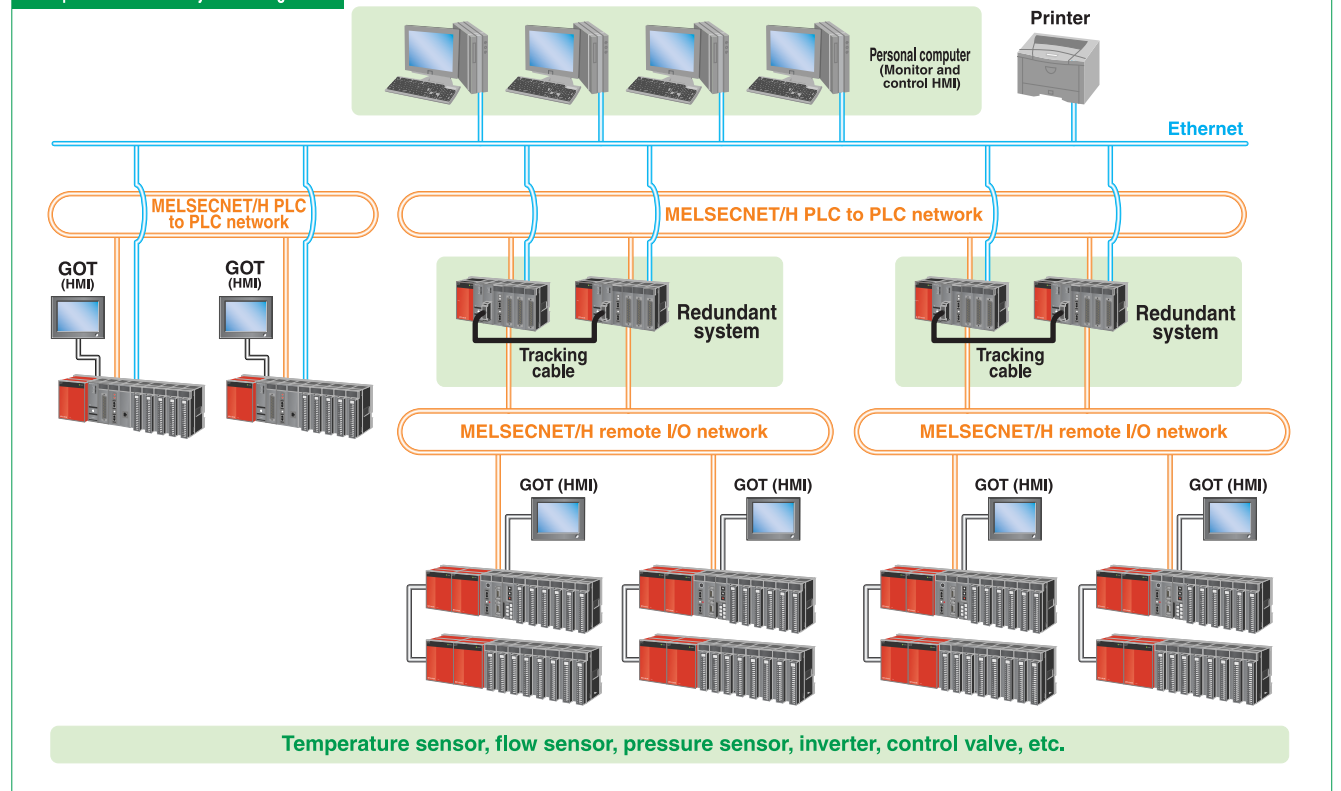 Printer
Personal computer
(Monitor and
control HMI)
Ethernet
MELSECNET/H PLC
to PLC network
MELSECNET/H PLC to PLC network
GOT
(HMI)
GOT
(HMI)
Redundant
system
Tracking
cable
Redundant
system
Tracking
cable
MELSECNET/H remote I/O network
MELSECNET/H remote I/O network
GOT (HMI)
GOT (HMI)
GOT (HMI)
GOT (HMI)
Temperature sensor, flow sensor, pressure sensor, inverter, control valve, etc.